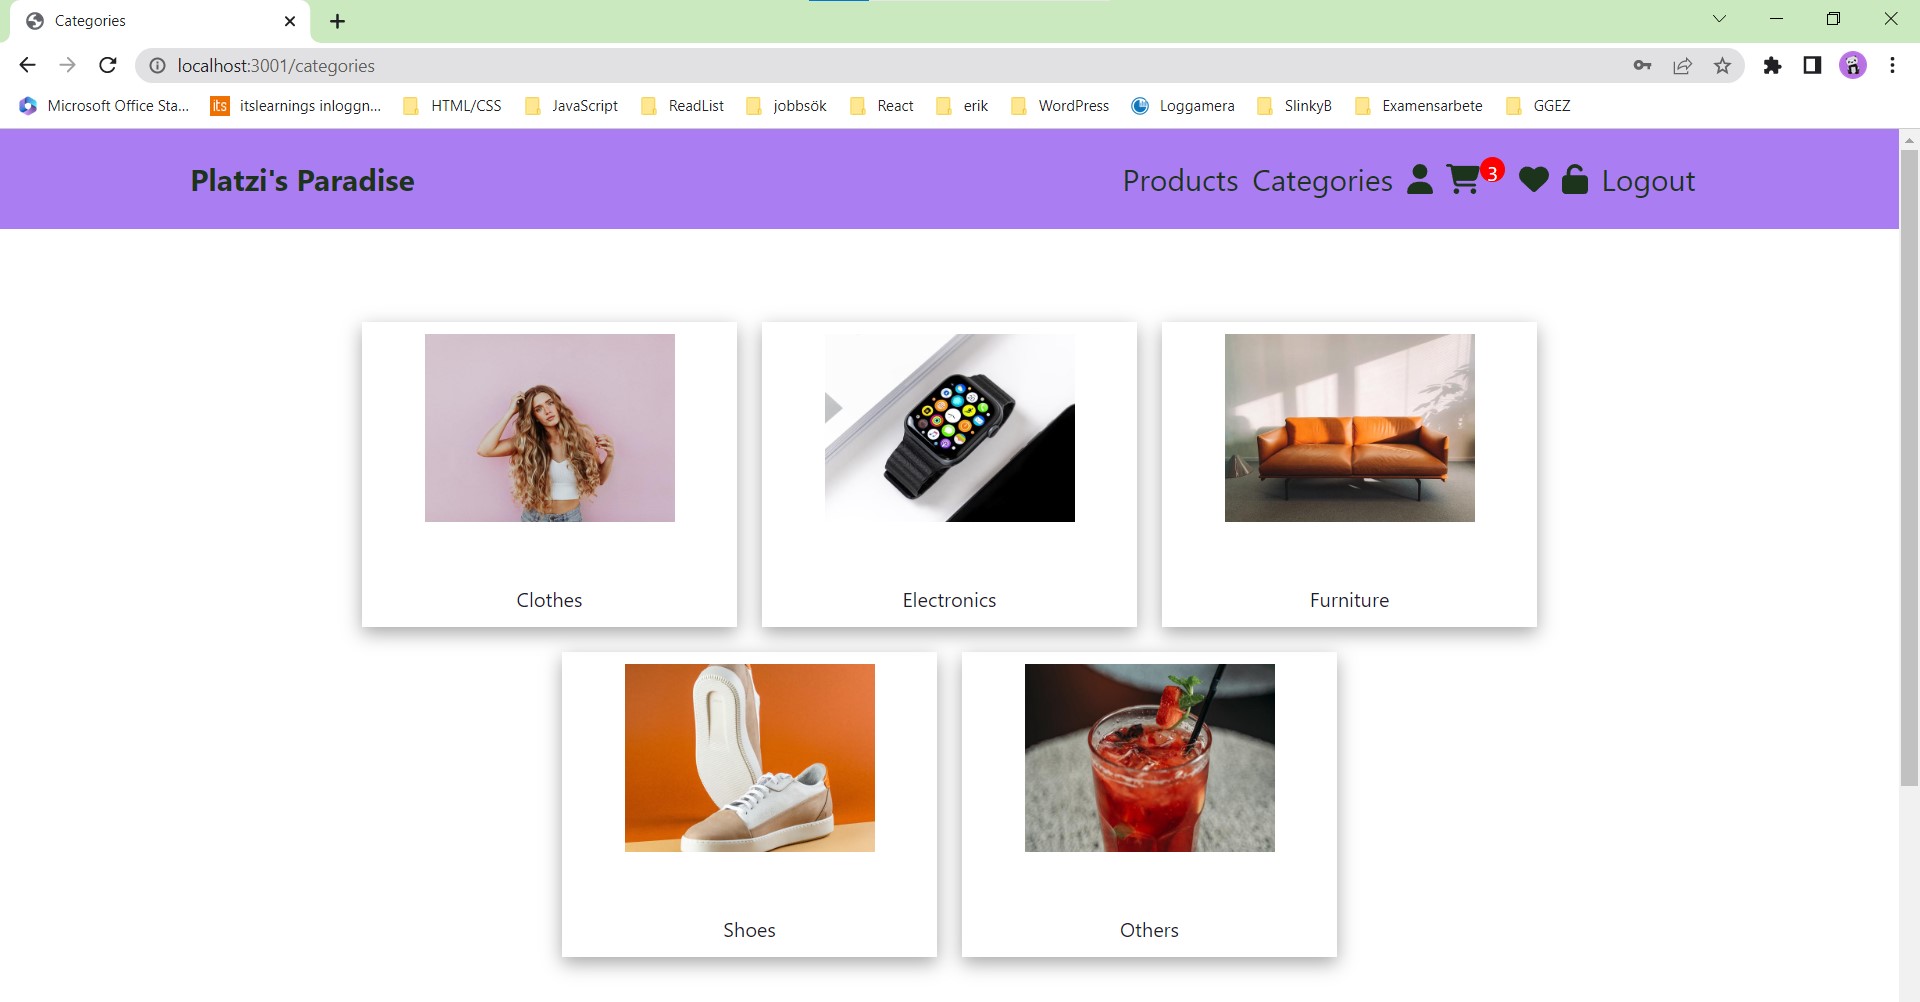 Categories
localhost:3001/categories
Microsoft Office Sta...
its itslearnings inloggn...
HTML/CSS
JavaScript
ReadList
jobbsök
React
erik
WordPress
Loggamera
SlinkyB
Examensarbete
GGEZ
Platzi's Paradise
Products Categories 3 Logout
Clothes
Electronics
Furniture
Shoes
Others